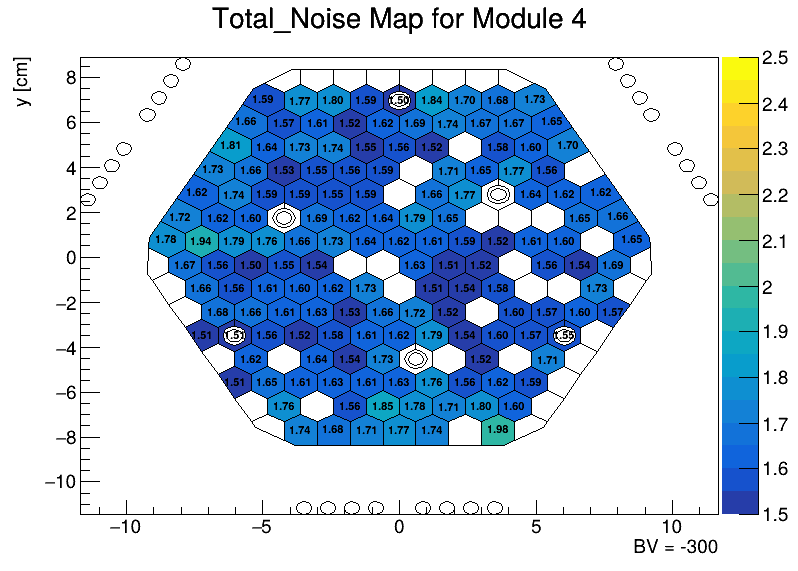 Total_Noise Map for Module 4
y [cm]
8
6
4
2
0
−2
−4
−6
−8
−10
1.59 1.77 1.80 1.59 1.50 1.84 1.70 1.68 1.73
1.66 1.57 1.61 1.52 1.62 1.69 1.74 1.67 1.67 1.65
1.81 1.64 1.73 1.74 1.55 1.56 1.52 1.58 1.60 1.70
1.73 1.66 1.53 1.55 1.58 1.59 1.71 1.65 1.77 1.56
1.62 1.74 1.59 1.59 1.55 1.59 1.66 1.77 1.64 1.62 1.62
1.72 1.62 1.60 1.69 1.62 1.64 1.79 1.65 1.65 1.66
1.78 1.94 1.79 1.76 1.66 1.73 1.64 1.62 1.61 1.59 1.52 1.61 1.60 1.65
1.67 1.56 1.50 1.55 1.54 1.63 1.51 1.52 1.56 1.54 1.69
1.66 1.56 1.61 1.60 1.62 1.73 1.51 1.54 1.58 1.73
1.68 1.66 1.61 1.63 1.53 1.66 1.72 1.52 1.60 1.57 1.60 1.57
1.51 1.51 1.56 1.52 1.58 1.61 1.62 1.79 1.54 1.60 1.57 1.55
1.62 1.64 1.54 1.73 1.52 1.71
1.51 1.65 1.61 1.63 1.61 1.63 1.76 1.56 1.62 1.59
1.76 1.56 1.85 1.78 1.71 1.80 1.60
1.74 1.68 1.71 1.77 1.74 1.98
−10 −5 0 5 10
BV = -300
2.5
2.4
2.3
2.2
2.1
2
1.9
1.8
1.7
1.6
1.5